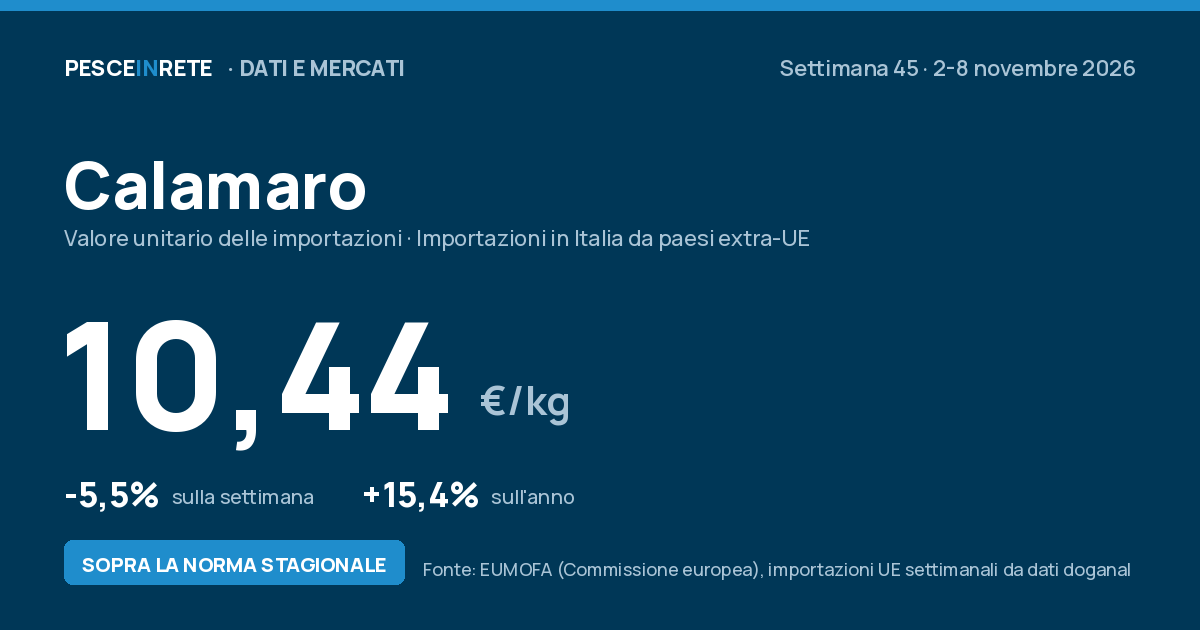 PESCEINRETE · DATI E MERCATI
Settimana 45 · 2-8 novembre 2026
Calamaro
Valore unitario delle importazioni · Importazioni in Italia da paesi extra-UE
10,44 €/kg
-5,5% sulla settimana +15,4% sull'anno
SOPRA LA NORMA STAGIONALE
Fonte: EUMOFA (Commissione europea), importazioni UE settimanali da dati doganal